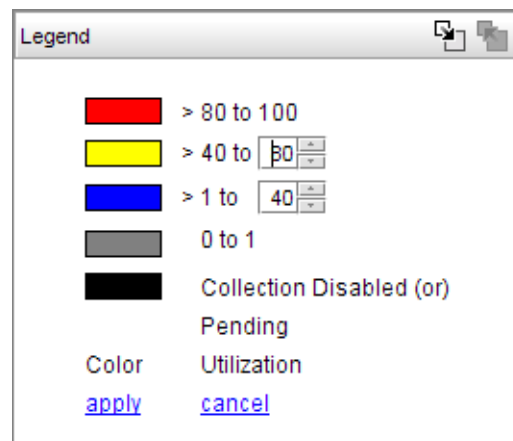 Legend
> 80 to 100
> 40 to 80
> 1 to 40
0 to 1
Collection Disabled (or)
Pending
Color Utilization
apply cancel